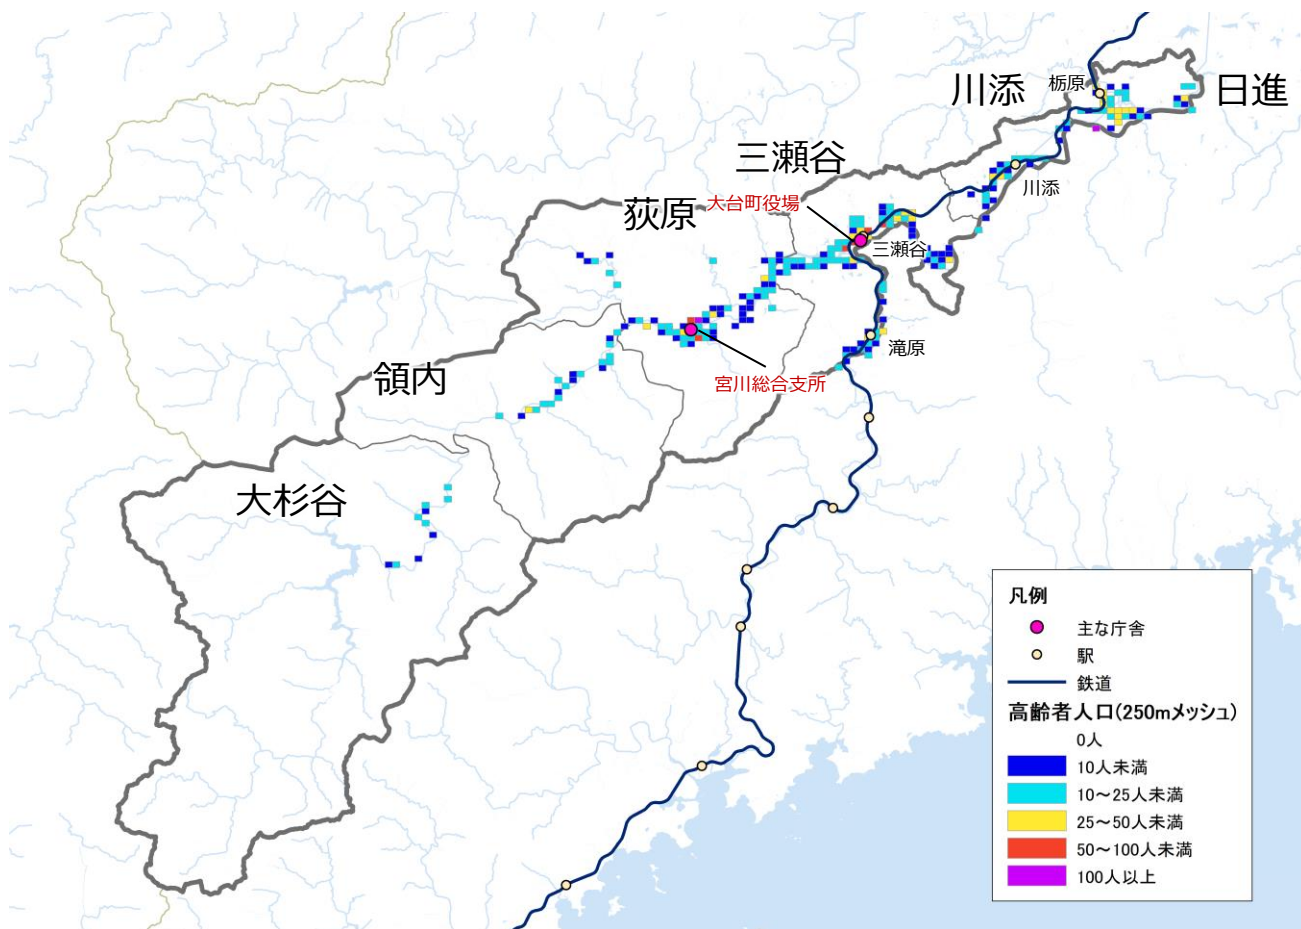 川添
栃原
日進
三瀬谷
川添
荻原
大台町役場
三瀬谷
滝原
領内
宮川総合支所
大杉谷
凡例
主な庁舎
駅
鉄道
高齢者人口(250mメッシュ)
0人
10人未満
10～25人未満
25～50人未満
50～100人未満
100人以上